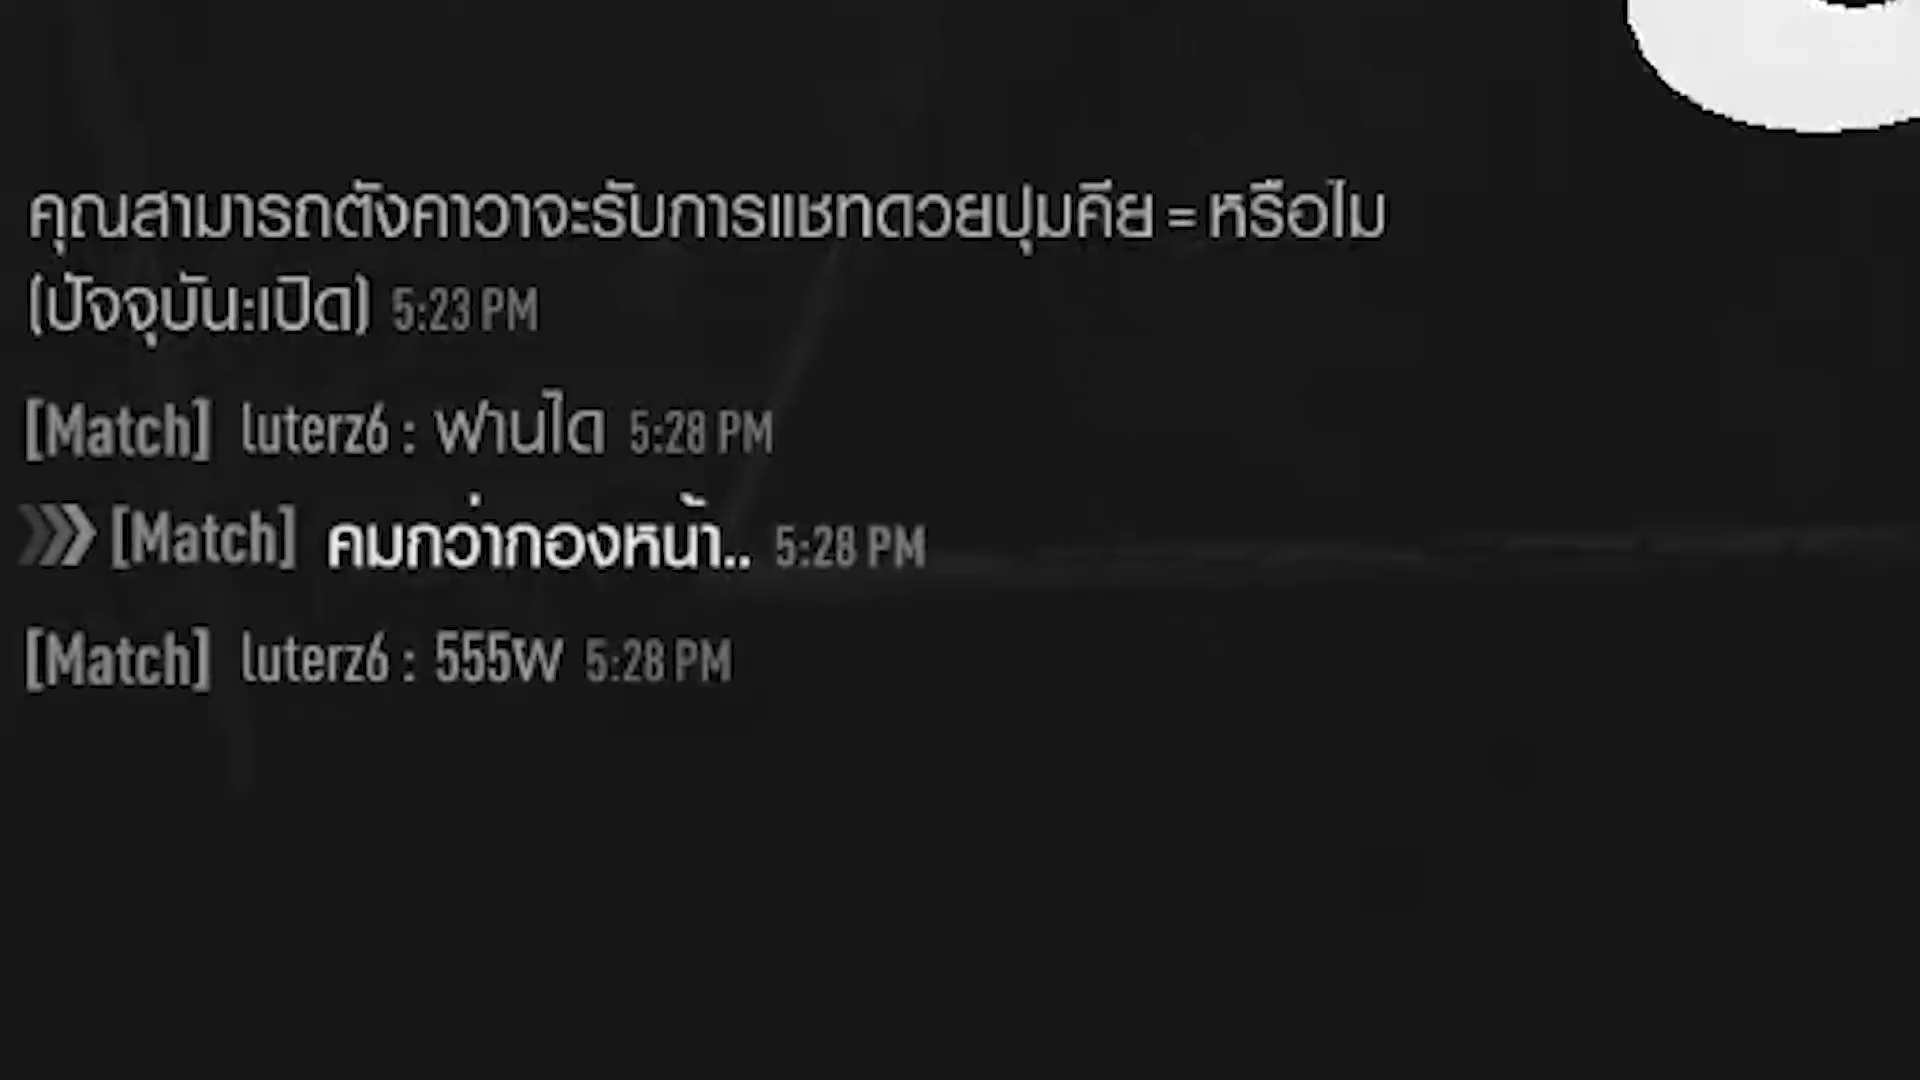 คุณสามารถตังคาวาจะรับการแชทดวยปุมคีย = หรือไม
(ปัจจุบัน:เปิด) 5:23 PM
[Match] luterz6 : ฟานได 5:28 PM
[Match] คมกว่ากองหน้า.. 5:28 PM
[Match] luterz6 : 555W 5:28 PM